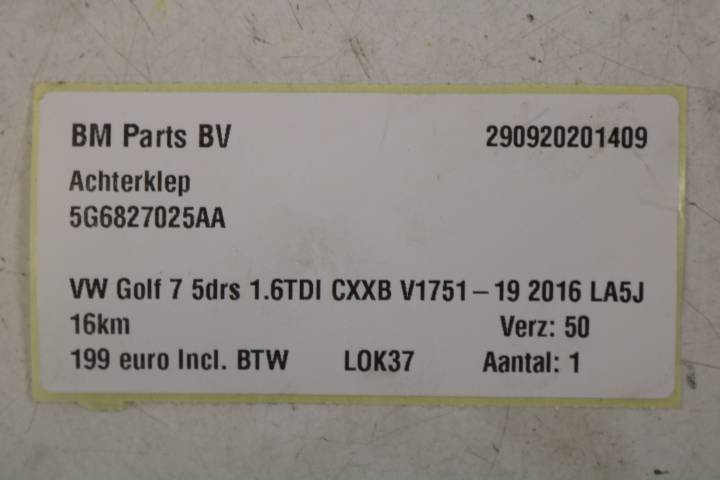 BM Parts BV 290920201409
Achterklep
5G6827025AA
VW Golf 7 5drs 1.6TDI CXXB V1751-19 2016 LA5J
16km Verz: 50
199 euro Incl. BTW LOK37 Aantal: 1